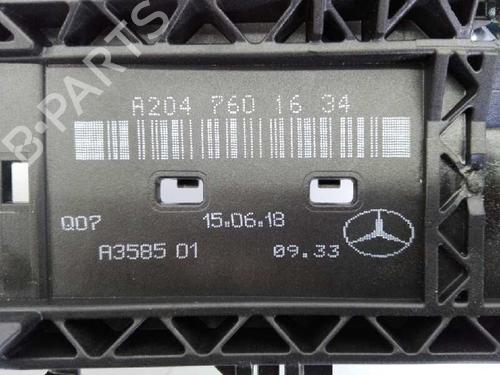 A204 760 16 34
Q07 15.06.18
A3585 01 09.33
B-PARTS